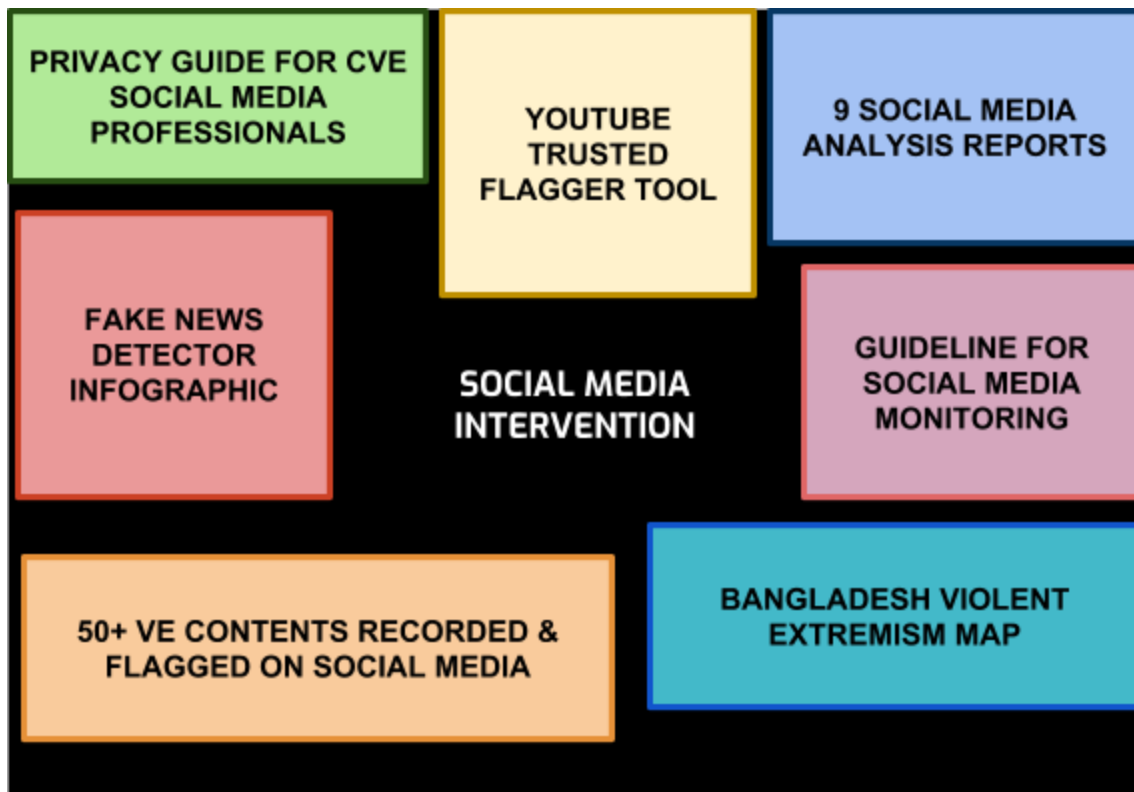 PRIVACY GUIDE FOR CVE
SOCIAL MEDIA
PROFESSIONALS
YOUTUBE
TRUSTED
FLAGGER TOOL
9 SOCIAL MEDIA
ANALYSIS REPORTS
FAKE NEWS
DETECTOR
INFOGRAPHIC
SOCIAL MEDIA
INTERVENTION
GUIDELINE FOR
SOCIAL MEDIA
MONITORING
50+ VE CONTENTS RECORDED &
FLAGGED ON SOCIAL MEDIA
BANGLADESH VIOLENT
EXTREMISM MAP